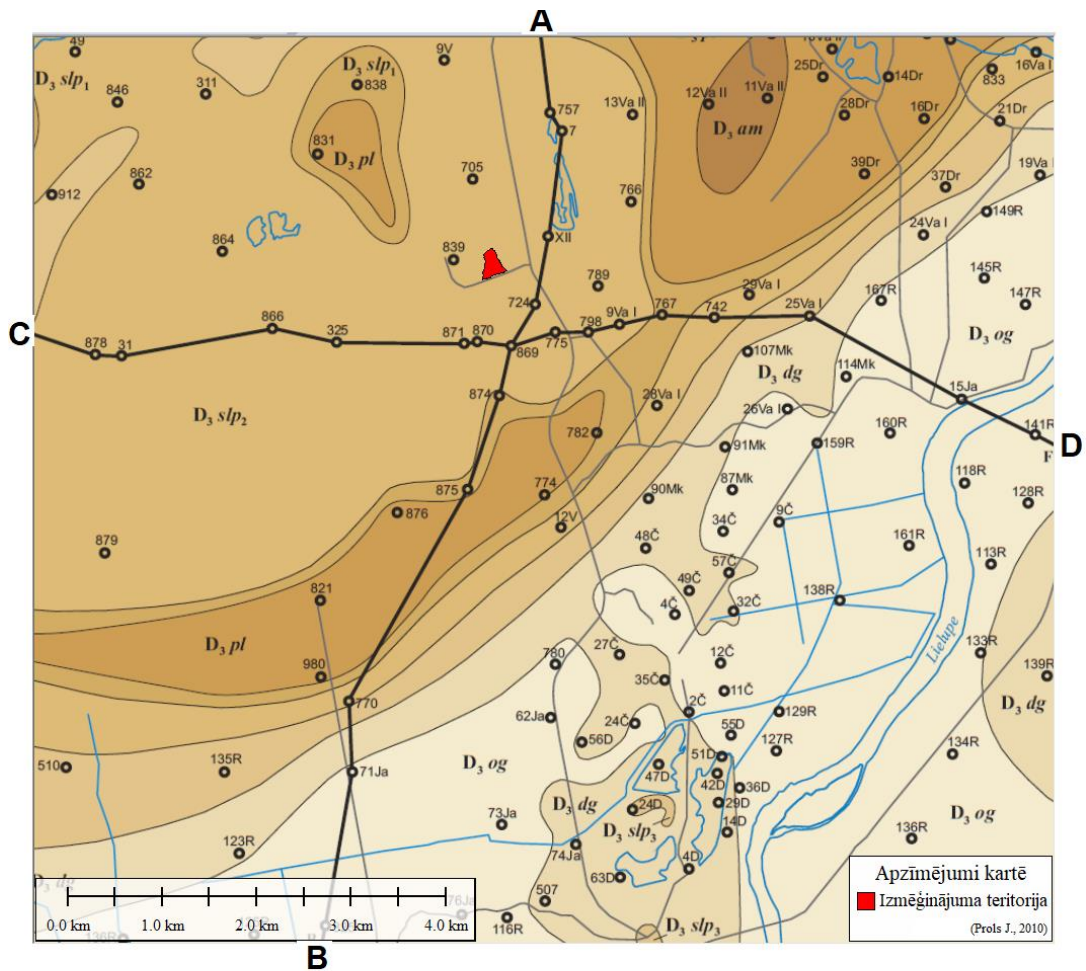 A
49
9V
D₃ slp₁
D₃ slp₁
838
846
311
25Dr
14Dr
833
16Va I
12Va II
11Va II
13Va II
757
7
28Dr
16Dr
21Dr
D₃ am
831
D₃ pl
862
912
705
39Dr
37Dr
19Va I
766
149R
24Va I
864
XII
839
145R
789
29Va I
167R
147R
724
9Va I
767
742
25Va I
D₃ og
C
866
878
31
325
871
870
869
775
798
107Mk
D₃ dg
114Mk
15Ja
874
28Va I
26Va I
D₃ slp₂
782
91Mk
159R
160R
141R
D
F
875
774
90Mk
87Mk
118R
128R
876
12V
34Č
9Č
879
48Č
161R
57Č
113R
49Č
821
4Č
32Č
138R
Lielupe
D₃ pl
780
27Č
12Č
133R
980
35Č
11Č
139R
770
2Č
129R
D₃ dg
62Ja
24Č
55D
56D
127R
134R
510
135R
71Ja
D₃ og
51D
47D
42D
36D
D₃ dg
24D
29D
D₃ og
73Ja
D₃ slp₃
14D
136R
123R
74Ja
4D
63D
D₃ dg
507
76Ja
116R
D₃ slp₃
136R
0.0 km
1.0 km
2.0 km
3.0 km
4.0 km
Apzīmējumi kartē
Izmēģinājuma teritorija
(Prols J., 2010)
B